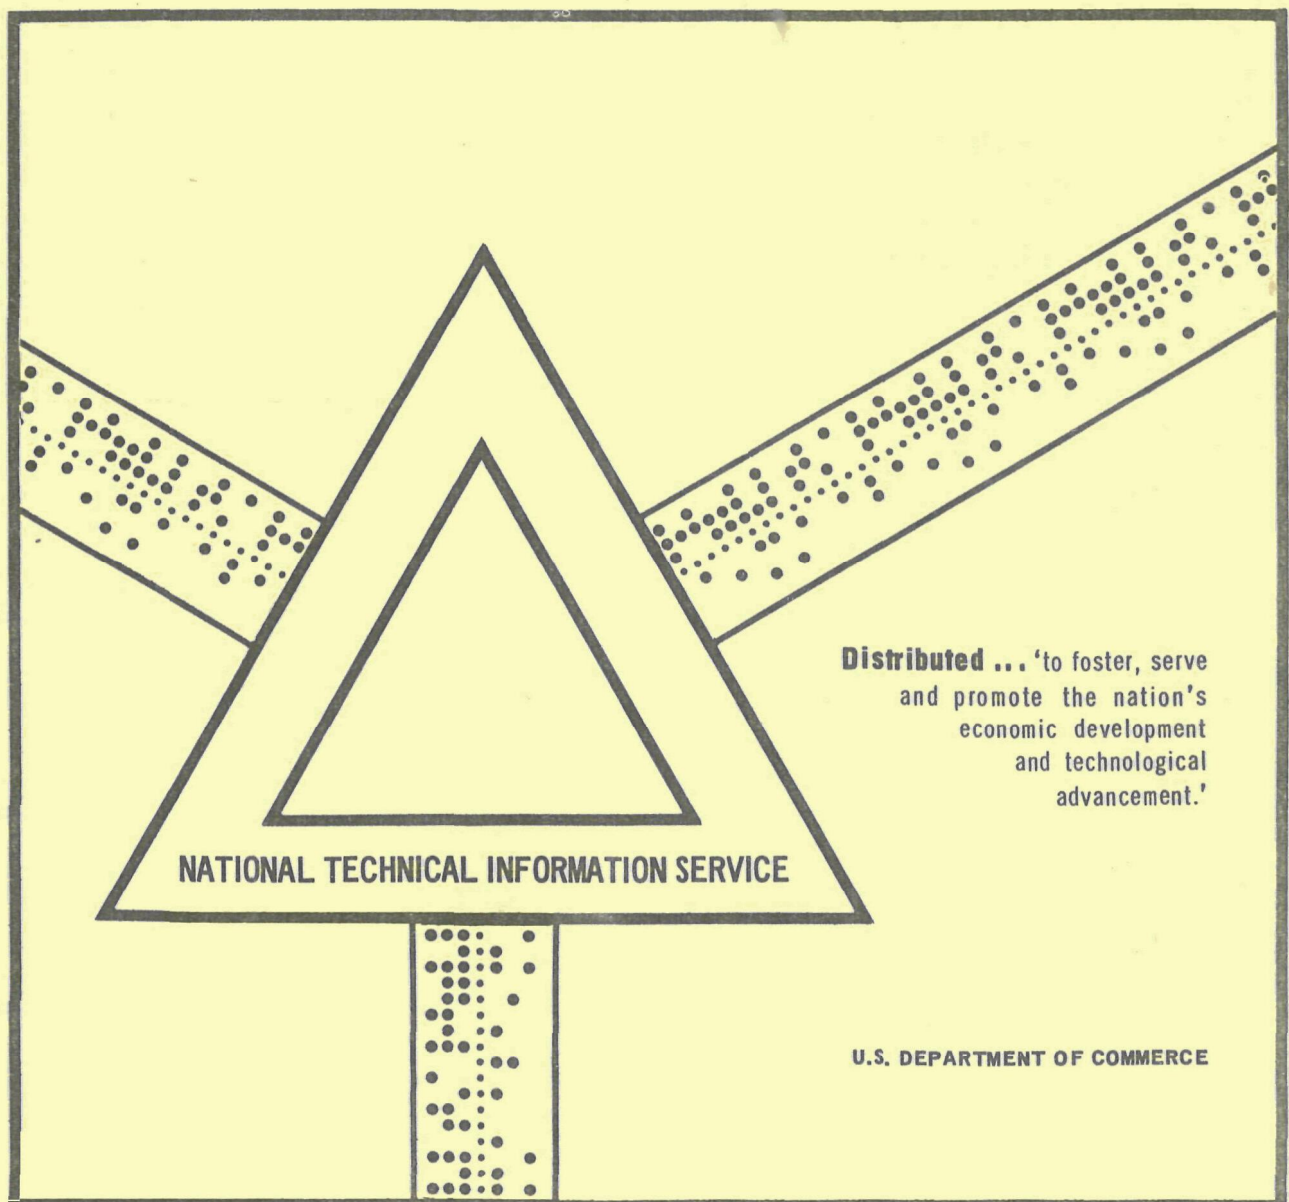 Distributed ... 'to foster, serve
and promote the nation's
economic development
and technological
advancement.'
NATIONAL TECHNICAL INFORMATION SERVICE
U.S. DEPARTMENT OF COMMERCE